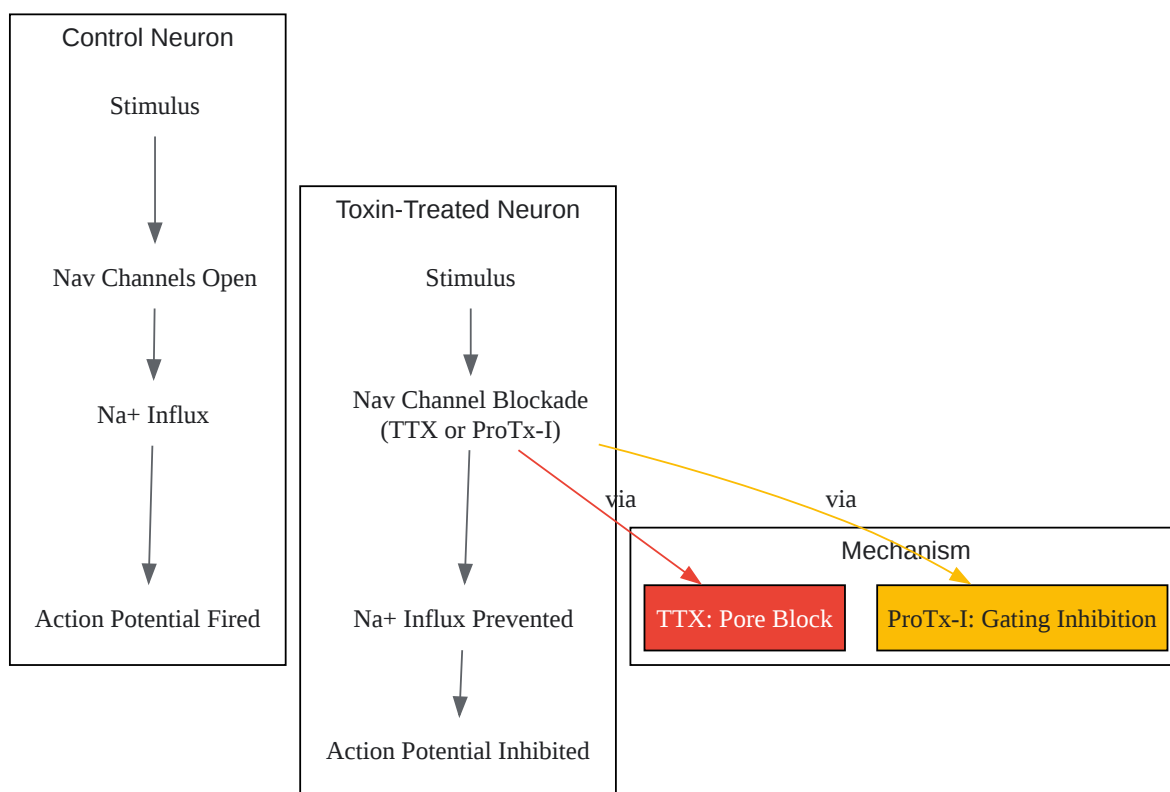 Control Neuron
Stimulus
Nav Channels Open
Na+ Influx
Action Potential Fired
Toxin-Treated Neuron
Stimulus
Nav Channel Blockade
(TTX or ProTx-I)
Na+ Influx Prevented
Action Potential Inhibited
via
via
Mechanism
TTX: Pore Block
ProTx-I: Gating Inhibition